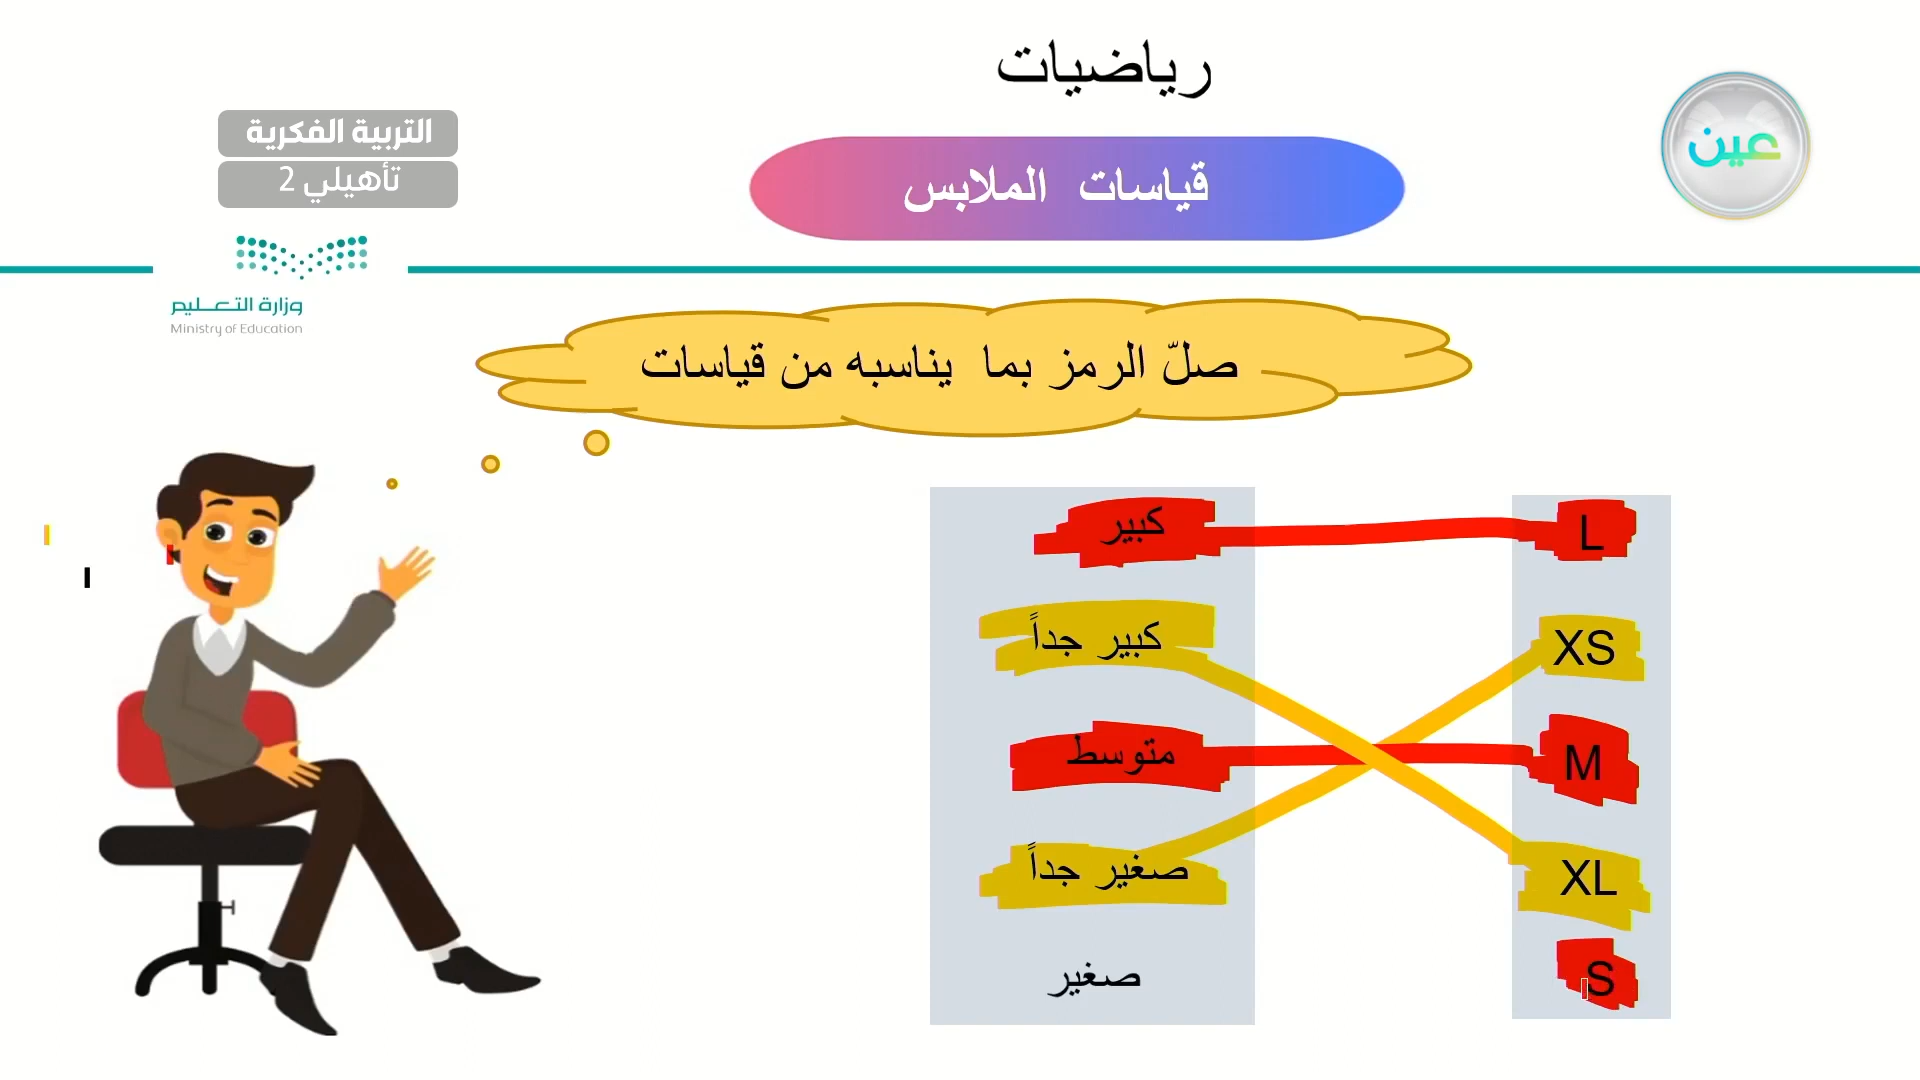 رياضيات
عين
التربية الفكرية
تأهيلي 2
قياسات الملابس
وزارة التعليم
Ministry of Education
صلّ الرمز بما يناسبه من قياسات
كبير
L
كبير جداً
XS
متوسط
M
صغير جداً
XL
صغير
S